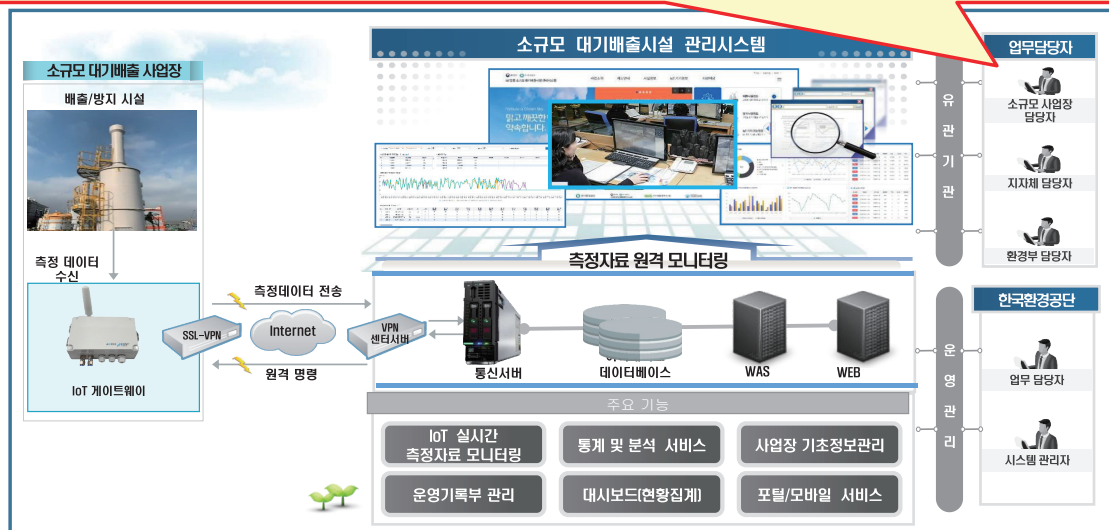 소규모 대기배출시설 관리시스템
업무담당자
소규모 대기배출 사업장
배출/방지 시설
맑고 깨끗한
약속합니다
유관기관
소규모 사업장
담당자
지자체 담당자
환경부 담당자
측정 데이터
수신
측정자료 원격 모니터링
측정데이터 전송
SSL-VPN
Internet
VPN
센터서버
원격 명령
IoT 게이트웨이
통신서버
데이터베이스
WAS
WEB
한국환경공단
운영관리
업무 담당자
시스템 관리자
주요 기능
IoT 실시간
측정자료 모니터링
통계 및 분석 서비스
사업장 기초정보관리
운영기록부 관리
대시보드(현황집계)
포털/모바일 서비스